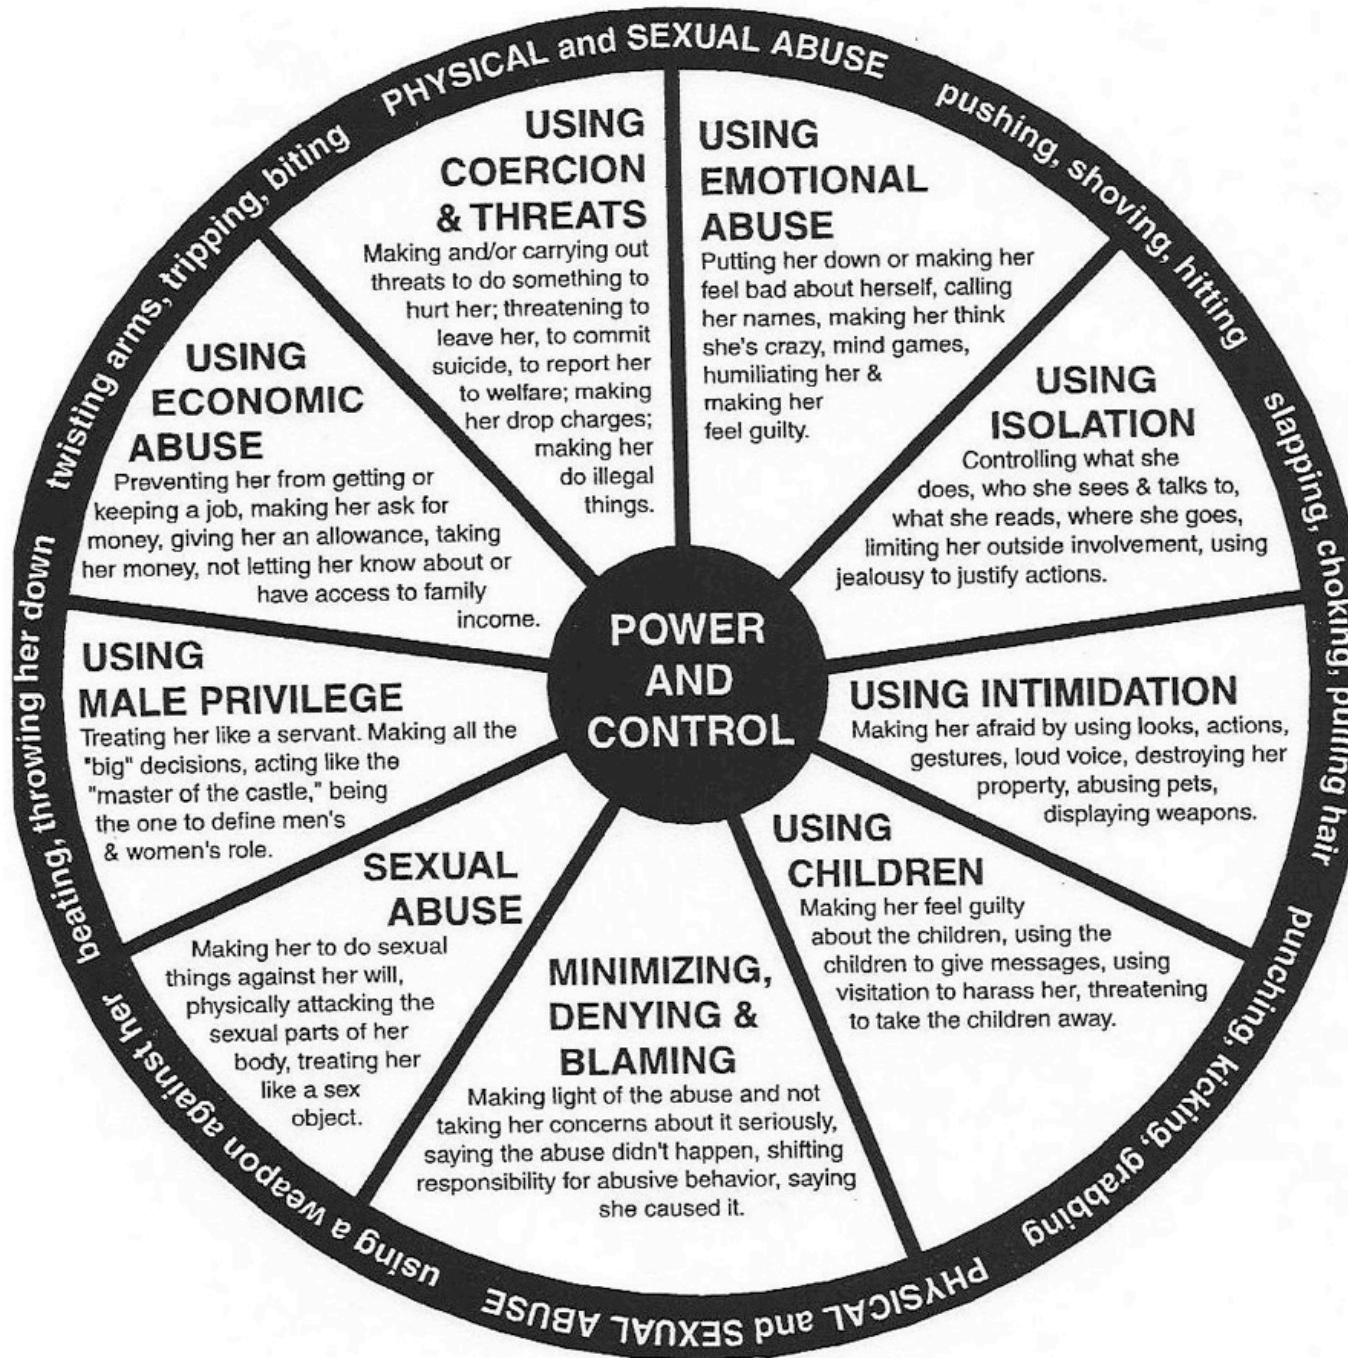 PHYSICAL and SEXUAL ABUSE
pushing, shoving, hitting
slapping, choking, pulling hair
punching, kicking, grabbing
PHYSICAL and SEXUAL ABUSE
using a weapon against her
beating, throwing her down
twisting arms, tripping, biting
USING
COERCION
& THREATS
Making and/or carrying out
threats to do something to
hurt her; threatening to
leave her, to commit
suicide, to report her
to welfare; making
her drop charges;
making her
do illegal
things.
USING
EMOTIONAL
ABUSE
Putting her down or making her
feel bad about herself, calling
her names, making her think
she's crazy, mind games,
humiliating her &
making her
feel guilty.
USING
ISOLATION
Controlling what she
does, who she sees & talks to,
what she reads, where she goes,
limiting her outside involvement, using
jealousy to justify actions.
USING INTIMIDATION
Making her afraid by using looks, actions,
gestures, loud voice, destroying her
property, abusing pets,
displaying weapons.
USING
CHILDREN
Making her feel guilty
about the children, using the
children to give messages, using
visitation to harass her, threatening
to take the children away.
MINIMIZING,
DENYING &
BLAMING
Making light of the abuse and not
taking her concerns about it seriously,
saying the abuse didn't happen, shifting
responsibility for abusive behavior, saying
she caused it.
SEXUAL
ABUSE
Making her to do sexual
things against her will,
physically attacking the
sexual parts of her
body, treating her
like a sex
object.
USING
MALE PRIVILEGE
Treating her like a servant. Making all the
"big" decisions, acting like the
"master of the castle," being
the one to define men's
& women's role.
USING
ECONOMIC
ABUSE
Preventing her from getting or
keeping a job, making her ask for
money, giving her an allowance, taking
her money, not letting her know about or
have access to family
income.
POWER
AND
CONTROL